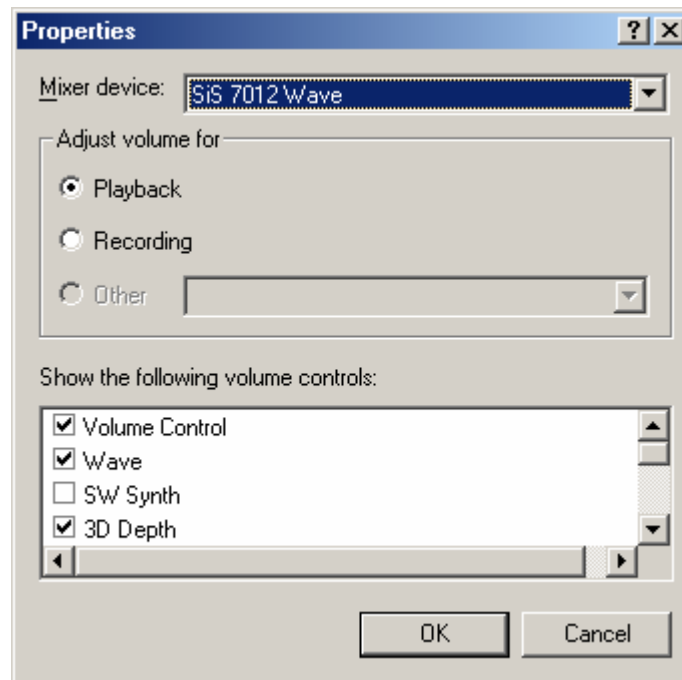 Properties
Mixer device: SiS 7012 Wave
Adjust volume for
Playback
Recording
Other
Show the following volume controls:
Volume Control
Wave
SW Synth
3D Depth
OK Cancel